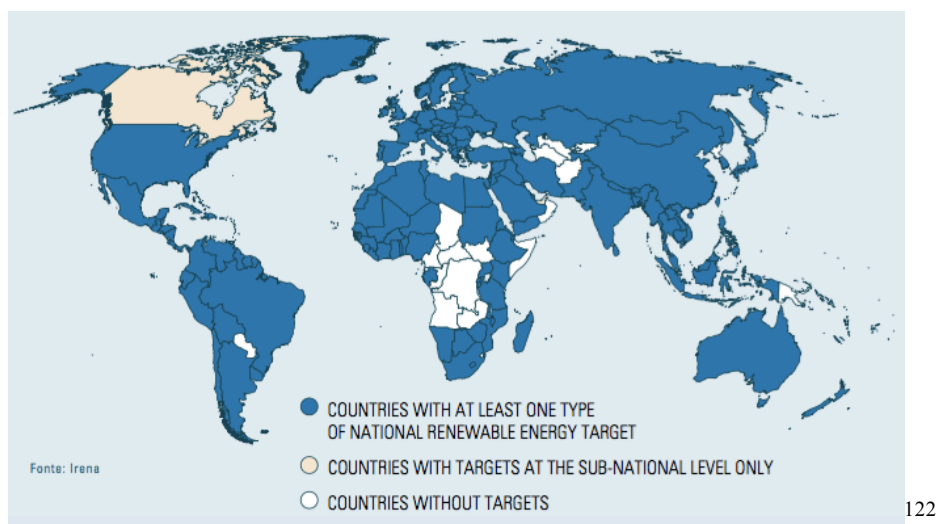 COUNTRIES WITH AT LEAST ONE TYPE
OF NATIONAL RENEWABLE ENERGY TARGET
Fonte: Irena
COUNTRIES WITH TARGETS AT THE SUB-NATIONAL LEVEL ONLY
COUNTRIES WITHOUT TARGETS
122